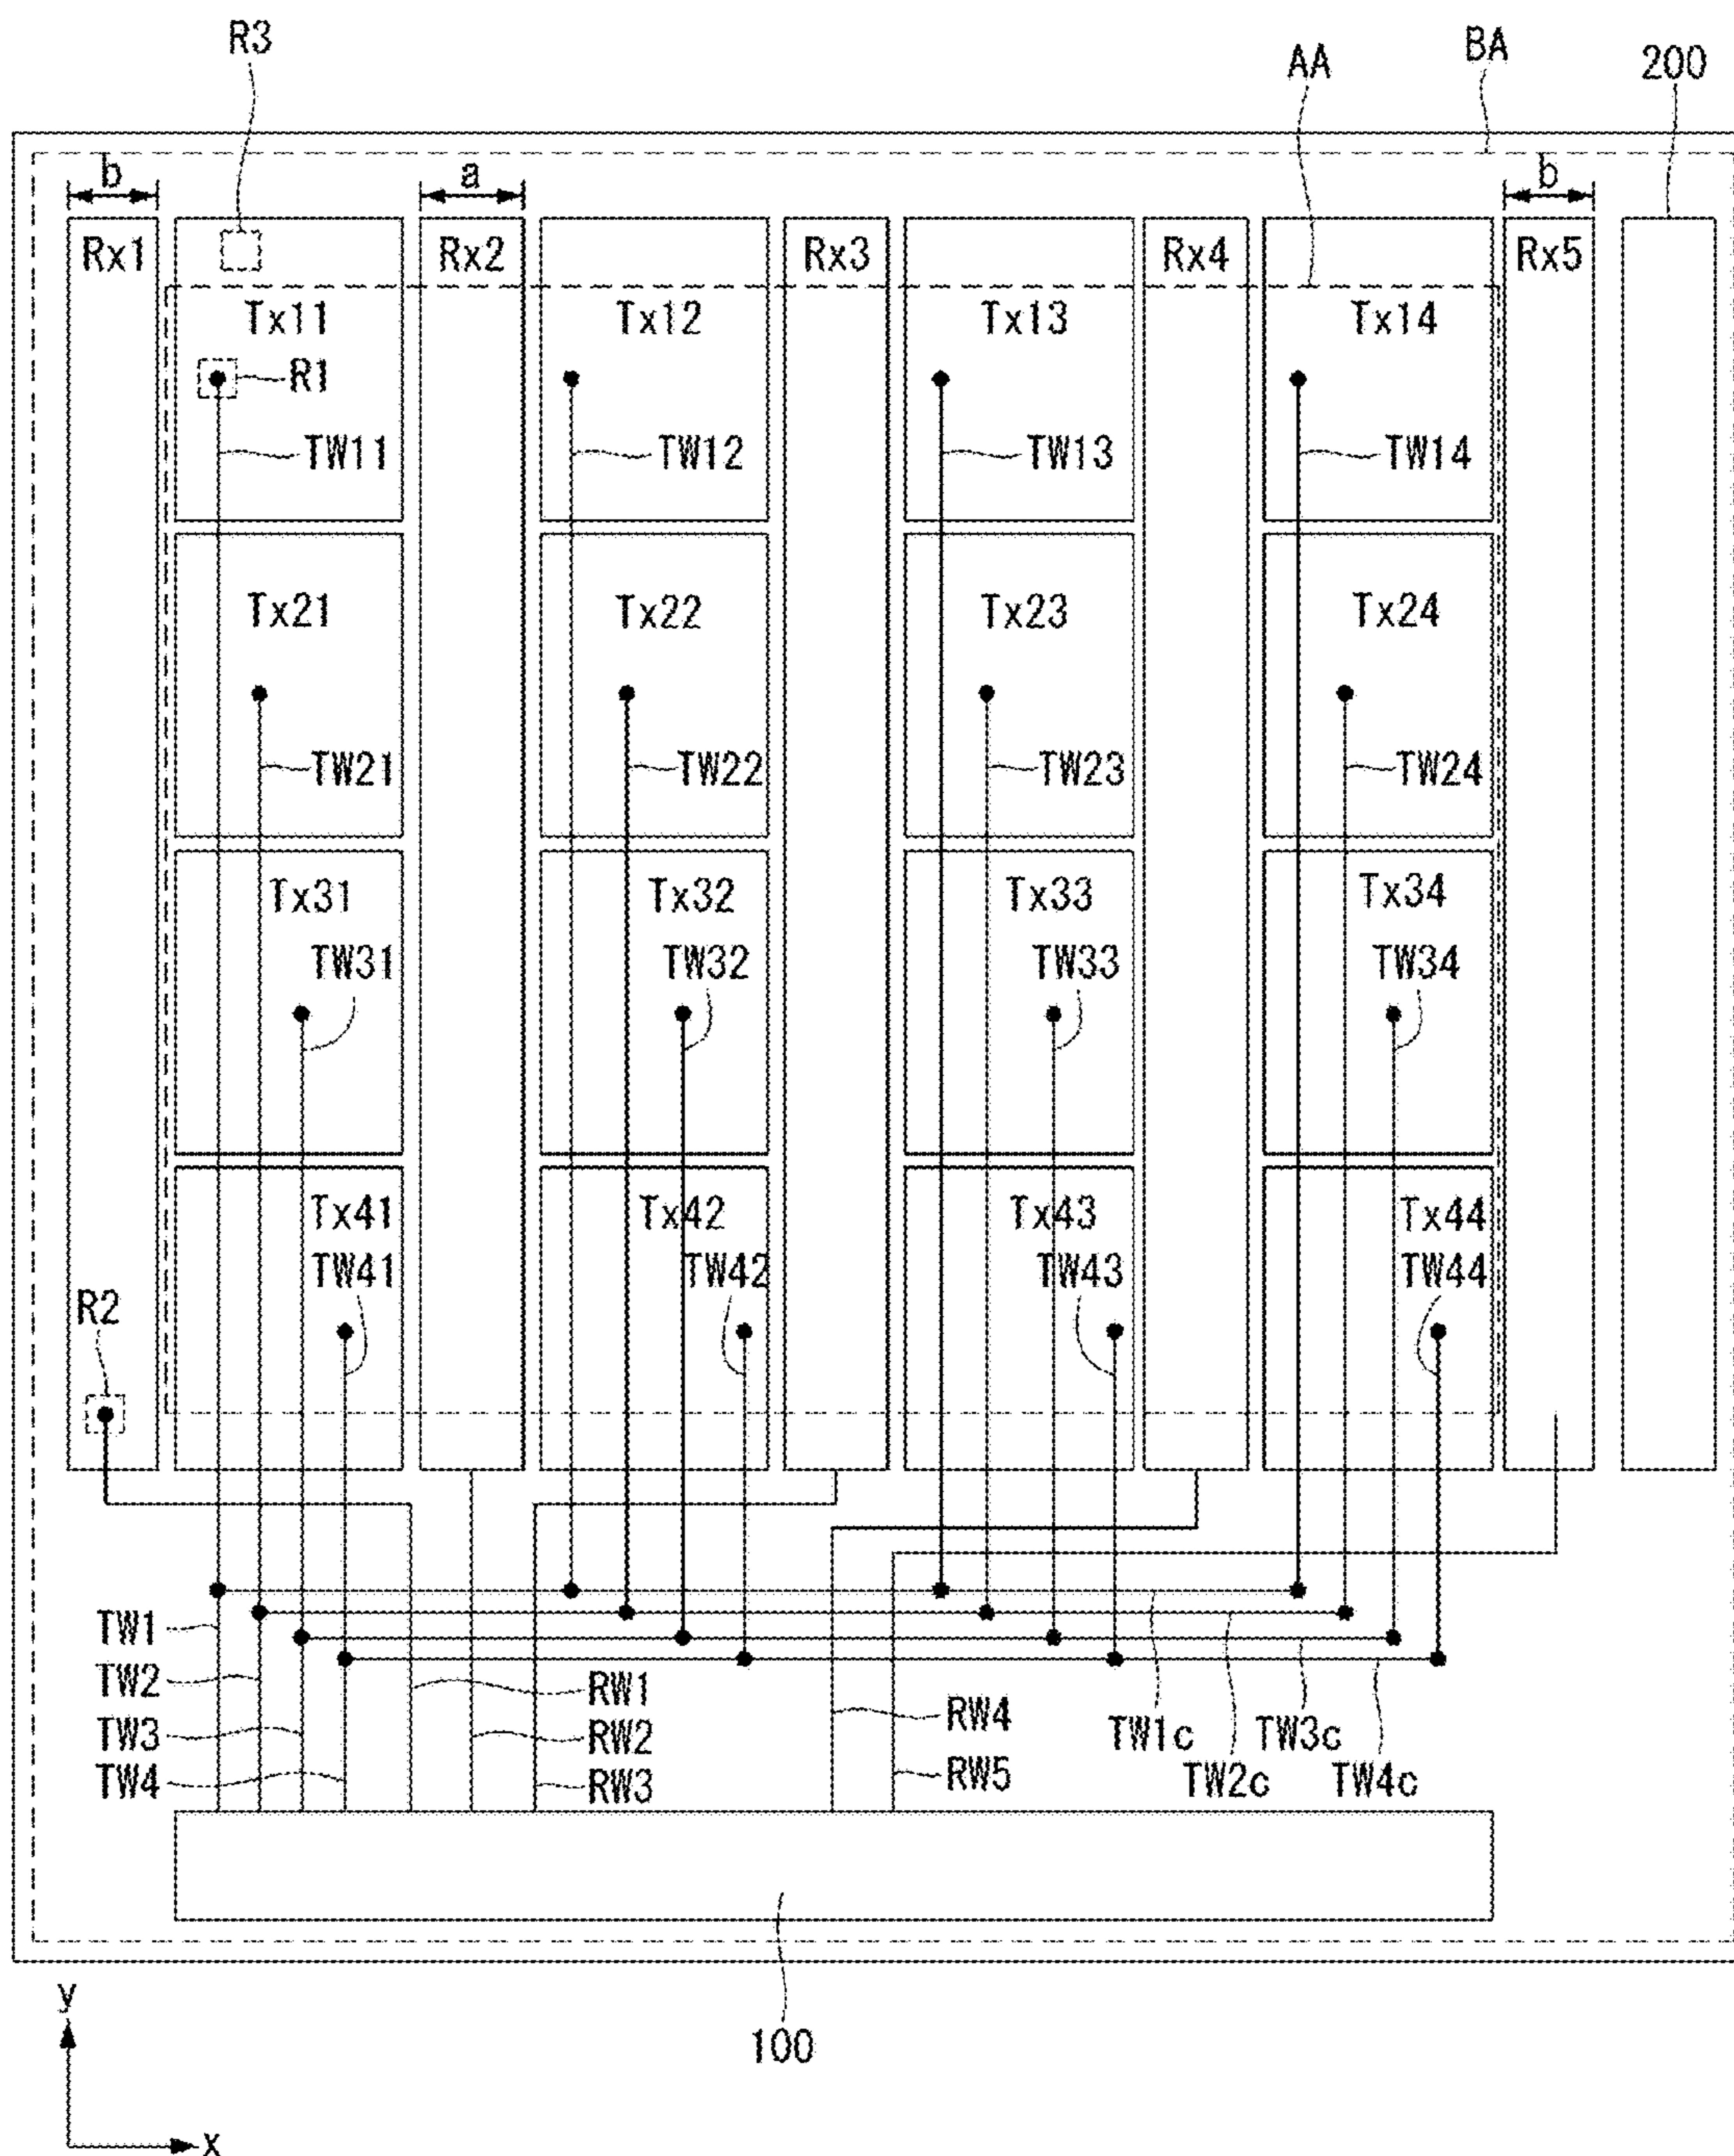 R3
AA BA 200
b a b
Rx1 Rx2 Rx3 Rx4 Rx5
Tx11 Tx12 Tx13 Tx14
R1
TW11 TW12 TW13 TW14
Tx21 Tx22 Tx23 Tx24
TW21 TW22 TW23 TW24
Tx31 Tx32 Tx33 Tx34
TW31 TW32 TW33 TW34
Tx41 Tx42 Tx43 Tx44
TW41 TW42 TW43 TW44
R2
TW1
TW2 RW1
TW3 RW2 RW4 TW1c TW3c
TW4 RW3 RW5 TW2c TW4c
y
100
x